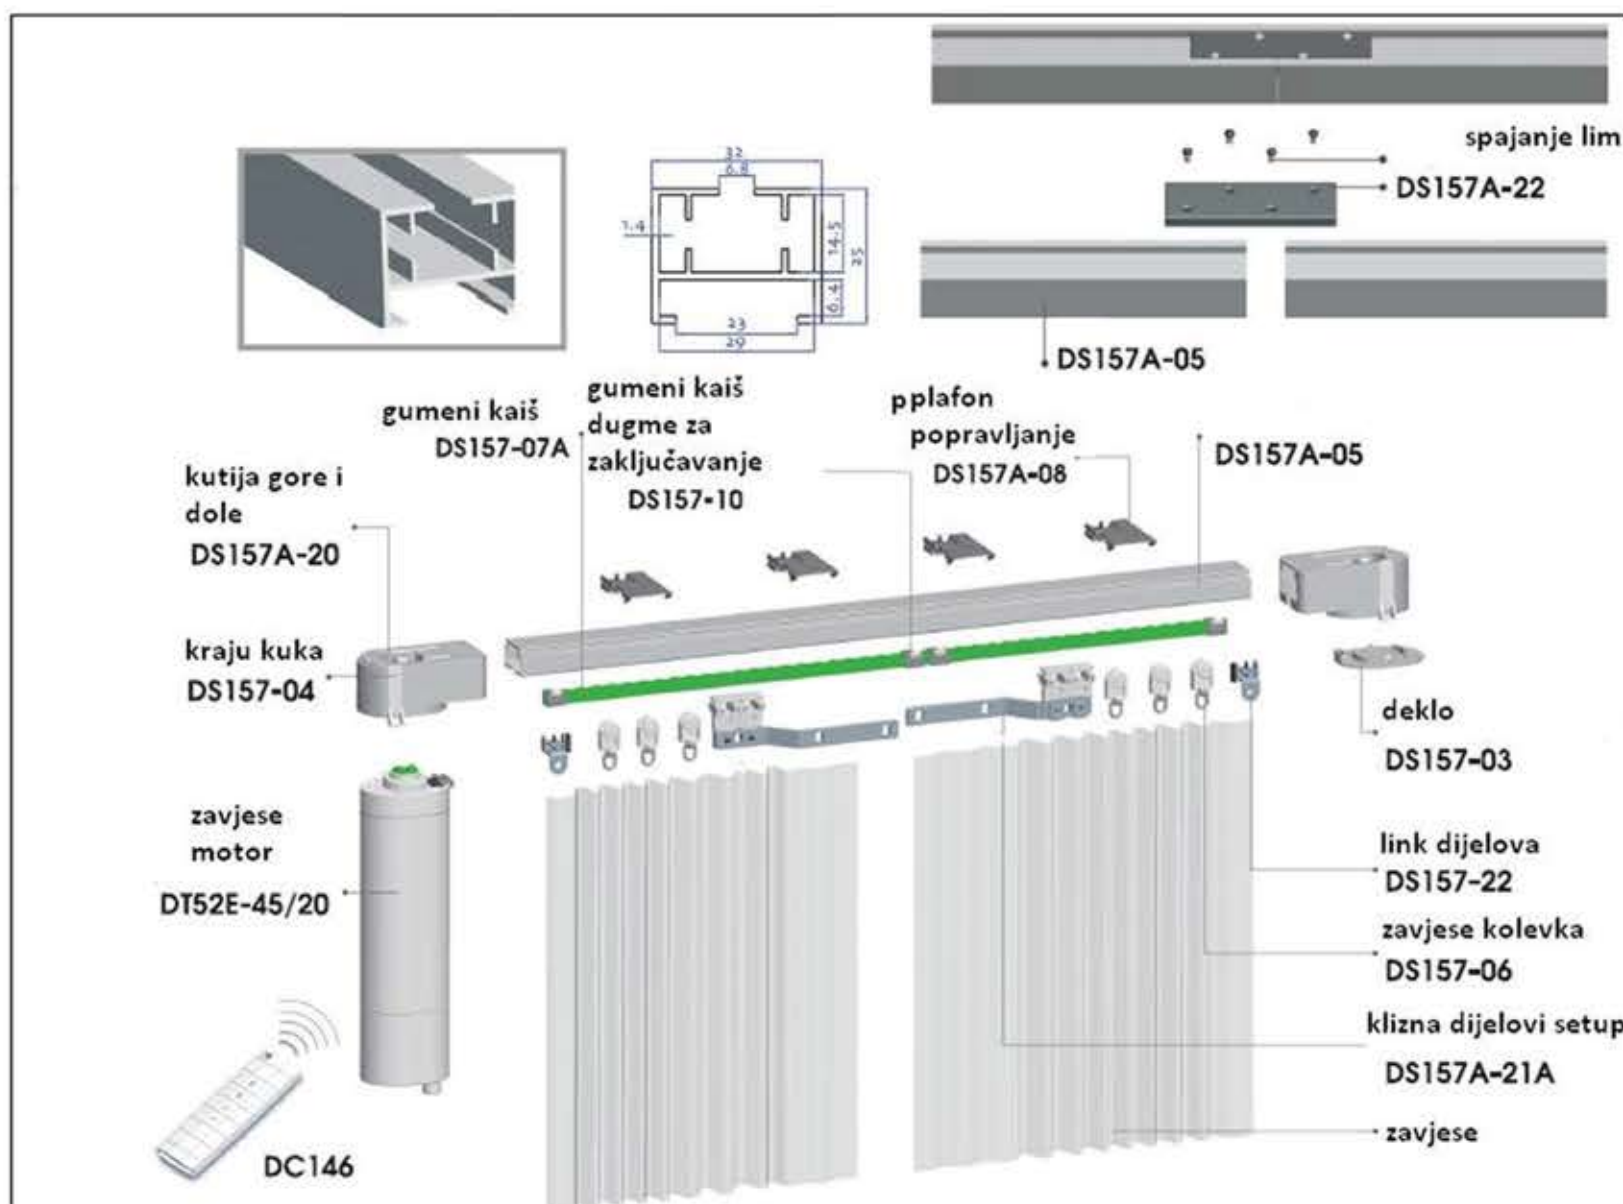 spajanje lim
DS157A-22
32
6.8
1.4
14.5
25
6.4
23
29
DS157A-05
gumeni kaiš
DS157-07A
gumeni kaiš
dugme za
zaključavanje
DS157-10
pplafon
popravljanje
DS157A-08
DS157A-05
kutija gore i
dole
DS157A-20
kraju kuka
DS157-04
deklo
DS157-03
zavjese
motor
DT52E-45/20
link dijelova
DS157-22
zavjese kolevka
DS157-06
klizna dijelovi setup
DS157A-21A
zavjese
DC146